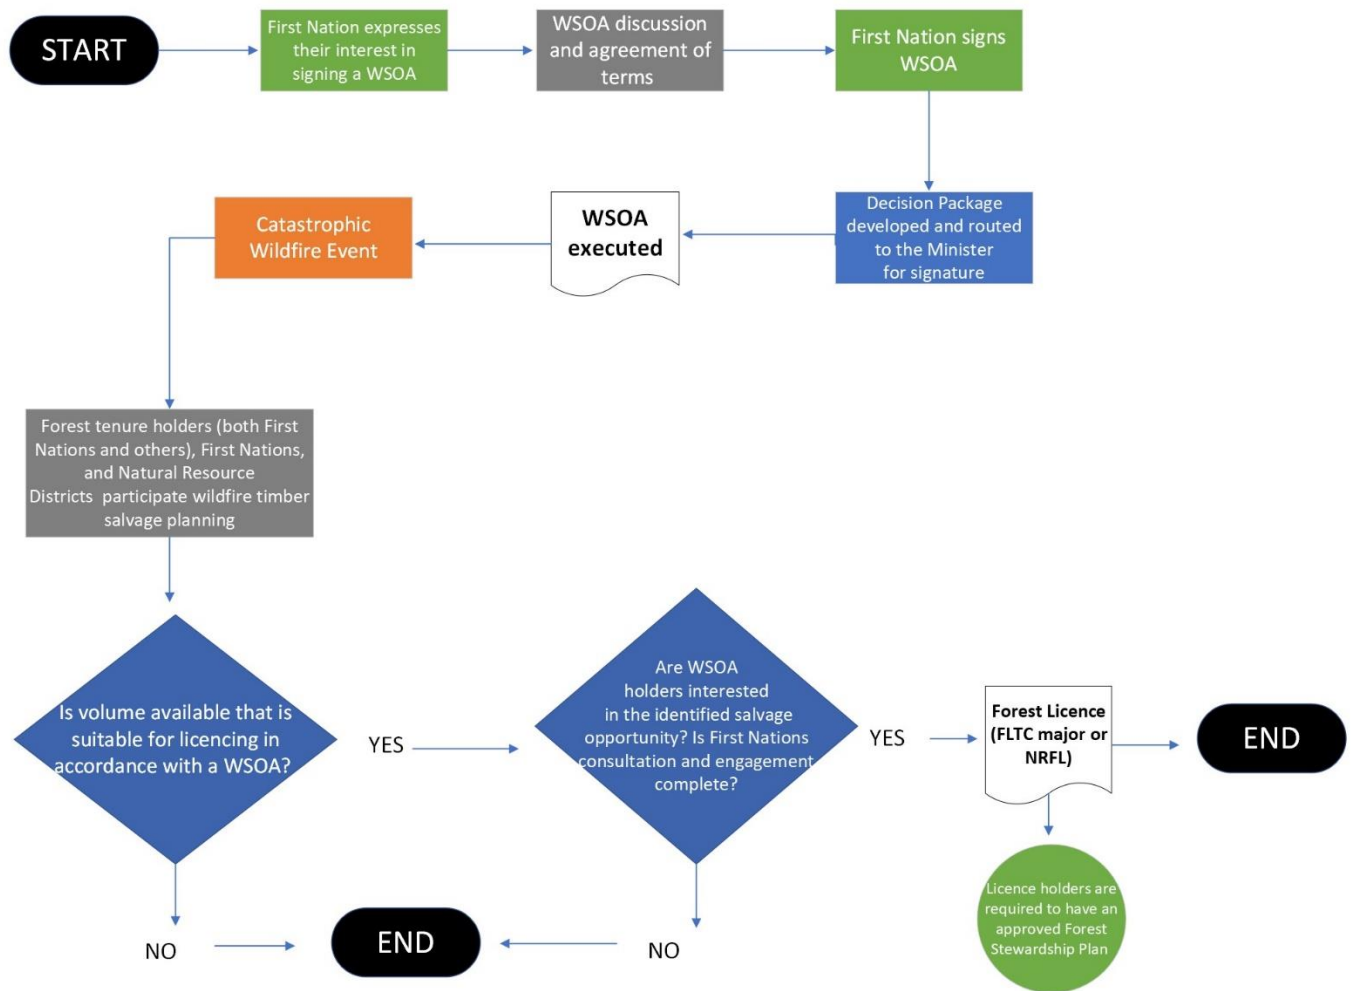 START
First Nation expresses
their interest in
signing a WSOA
WSOA discussion
and agreement of
terms
First Nation signs
WSOA
Decision Package
developed and routed
to the Minister
for signature
WSOA
executed
Catastrophic
Wildfire Event
Forest tenure holders (both First
Nations and others), First Nations,
and Natural Resource
Districts participate wildfire timber
salvage planning
Is volume available that is
suitable for licencing in
accordance with a WSOA?
YES
Are WSOA
holders interested
in the identified salvage
opportunity? Is First Nations
consultation and engagement
complete?
YES
Forest Licence
(FLTC major or
NRFL)
END
Licence holders are
required to have an
approved Forest
Stewardship Plan
NO
END
NO